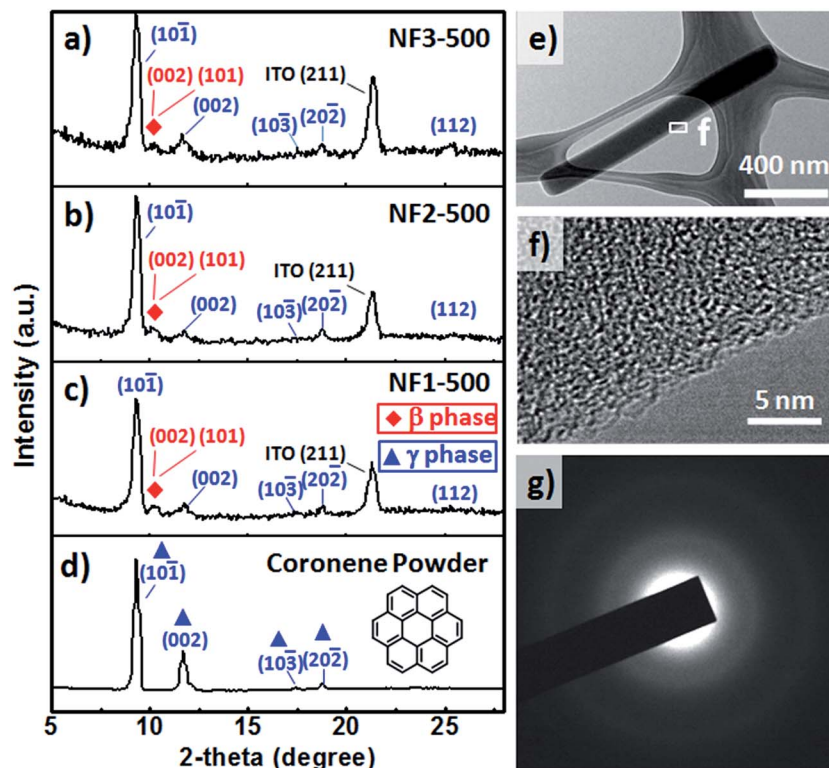 a)
NF3-500
(101̄)
(002) (101)
ITO (211)
(002)
(103̄)
(202̄)
(112)
b)
NF2-500
(101̄)
(002) (101)
ITO (211)
(002)
(103̄)
(202̄)
(112)
c)
NF1-500
(101̄)
β phase
(002) (101)
γ phase
ITO (211)
(002)
(103̄)
(202̄)
(112)
d)
Coronene Powder
(101̄)
(002)
(103̄)
(202̄)
5 10 15 20 25
2-theta (degree)
Intensity (a.u.)
e)
f
400 nm
f)
5 nm
g)